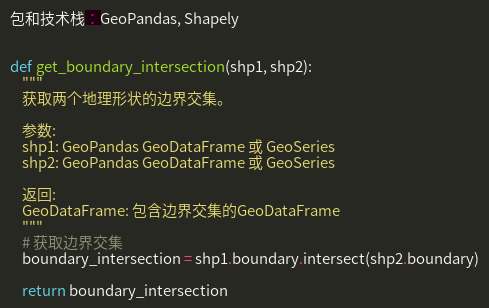 包和技术栈：GeoPandas, Shapely
def get_boundary_intersection(shp1, shp2):
"""
获取两个地理形状的边界交集。
参数:
shp1: GeoPandas GeoDataFrame 或 GeoSeries
shp2: GeoPandas GeoDataFrame 或 GeoSeries
返回:
GeoDataFrame: 包含边界交集的GeoDataFrame
"""
# 获取边界交集
boundary_intersection = shp1.boundary.intersect(shp2.boundary)
return boundary_intersection